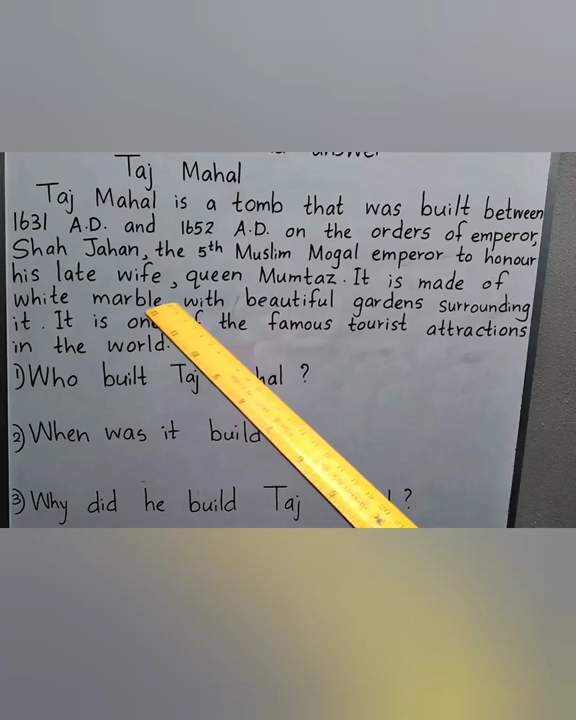 answer
Taj Mahal
Taj Mahal is a tomb that was built between
1631 A.D. and 1652 A.D. on the orders of emperor,
Shah Jahan, the 5th Muslim Mogal emperor to honour
his late wife, queen Mumtaz. It is made of
white marble with beautiful gardens surrounding
it. It is one the famous tourist attractions
in the world.
1) Who built Taj hal ?
2) When was it build
3) Why did he build Taj ?